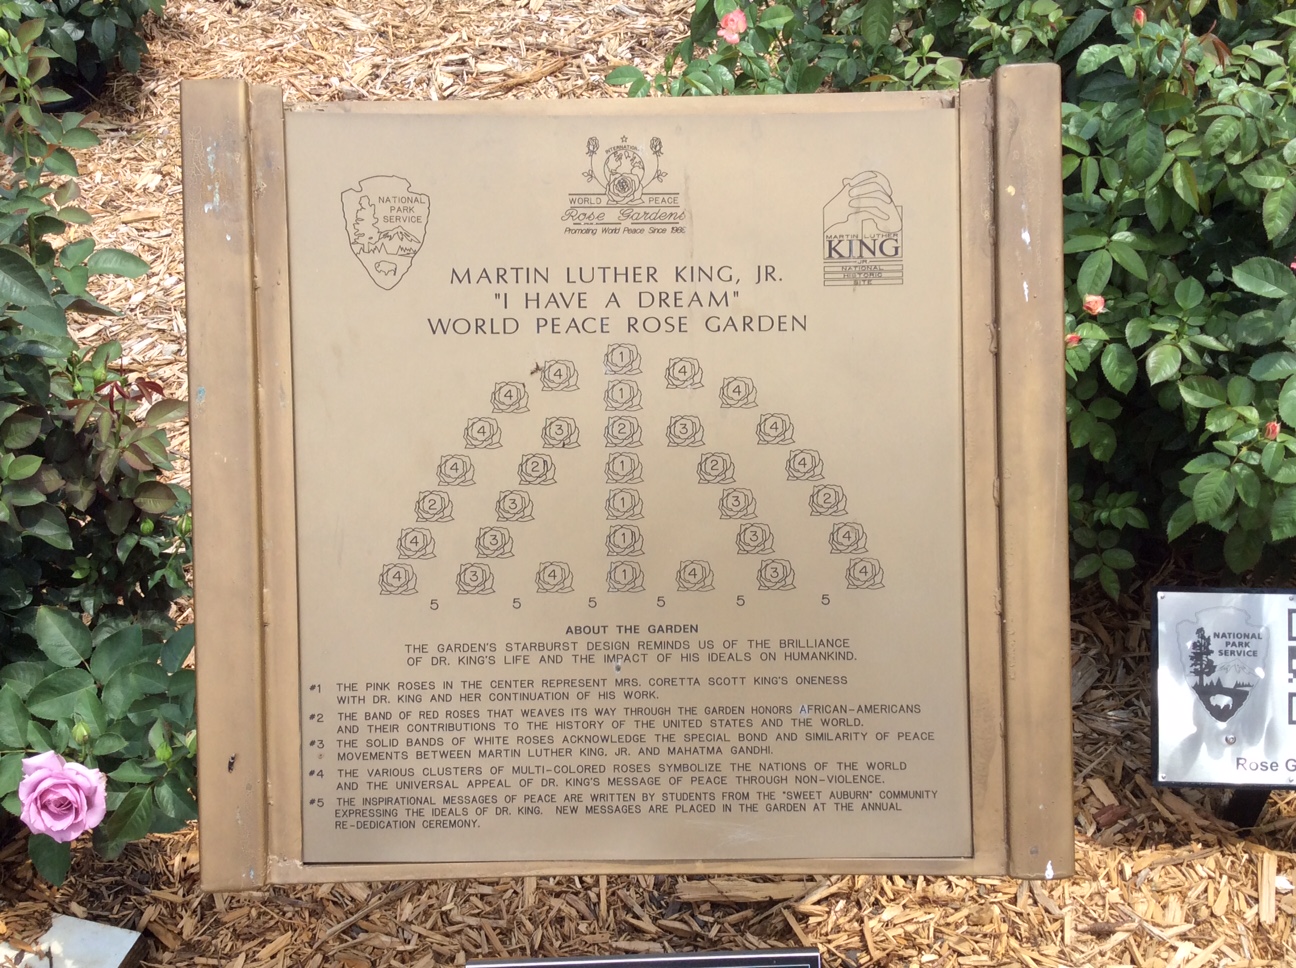 INTERNATIONAL
WORLD PEACE
Rose Gardens
Promoting World Peace Since 1986
NATIONAL
PARK
SERVICE
MARTIN LUTHER
KING
JR.
NATIONAL
HISTORIC
SITE
MARTIN LUTHER KING, JR.
"I HAVE A DREAM"
WORLD PEACE ROSE GARDEN
1
4 4
4 1 4
4 3 2 3 4
4 2 1 2 4
2 3 1 3 2
4 3 1 3 4
4 3 4 1 4 3 4
5 5 5 5 5 5
ABOUT THE GARDEN
THE GARDEN'S STARBURST DESIGN REMINDS US OF THE BRILLIANCE
OF DR. KING'S LIFE AND THE IMPACT OF HIS IDEALS ON HUMANKIND.
#1 THE PINK ROSES IN THE CENTER REPRESENT MRS. CORETTA SCOTT KING'S ONENESS
WITH DR. KING AND HER CONTINUATION OF HIS WORK.
#2 THE BAND OF RED ROSES THAT WEAVES ITS WAY THROUGH THE GARDEN HONORS AFRICAN-AMERICANS
AND THEIR CONTRIBUTIONS TO THE HISTORY OF THE UNITED STATES AND THE WORLD.
#3 THE SOLID BANDS OF WHITE ROSES ACKNOWLEDGE THE SPECIAL BOND AND SIMILARITY OF PEACE
MOVEMENTS BETWEEN MARTIN LUTHER KING, JR. AND MAHATMA GANDHI.
#4 THE VARIOUS CLUSTERS OF MULTI-COLORED ROSES SYMBOLIZE THE NATIONS OF THE WORLD
AND THE UNIVERSAL APPEAL OF DR. KING'S MESSAGE OF PEACE THROUGH NON-VIOLENCE.
#5 THE INSPIRATIONAL MESSAGES OF PEACE ARE WRITTEN BY STUDENTS FROM THE "SWEET AUBURN" COMMUNITY
EXPRESSING THE IDEALS OF DR. KING. NEW MESSAGES ARE PLACED IN THE GARDEN AT THE ANNUAL
RE-DEDICATION CEREMONY.
NATIONAL
PARK
SERVICE
Rose G